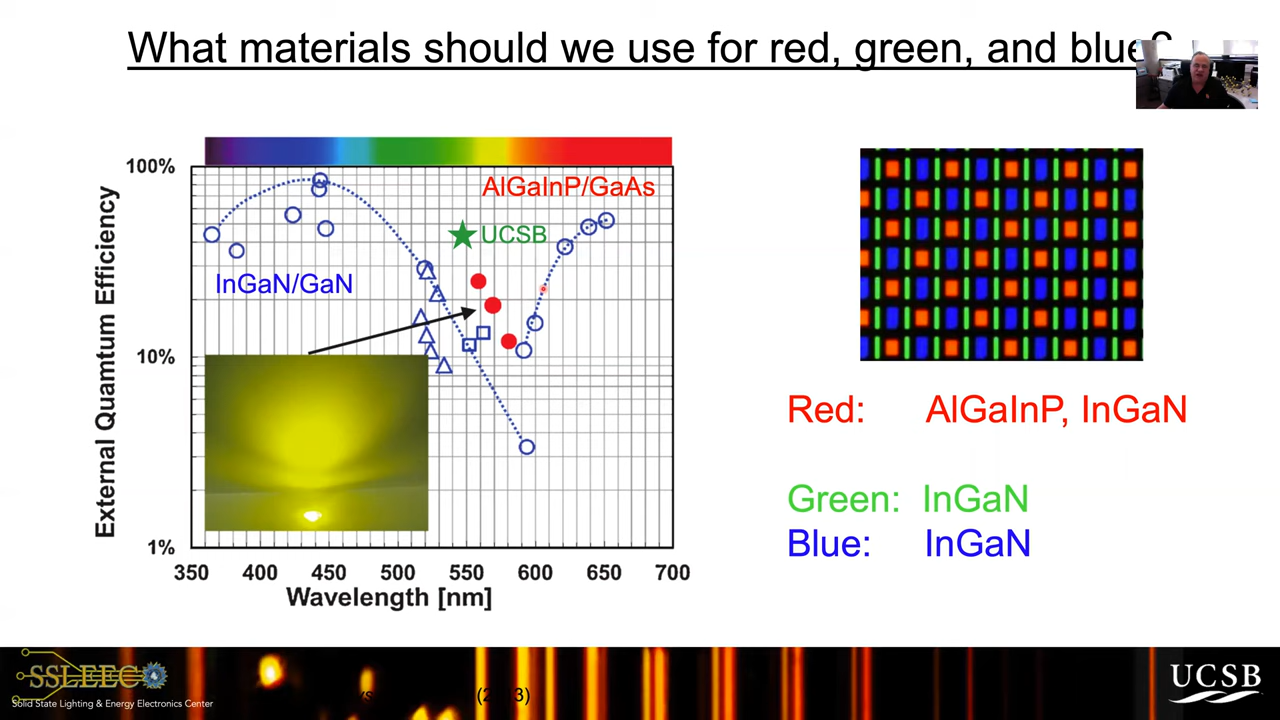 What materials should we use for red, green, and blue?
100%
10%
1%
External Quamtum Efficiency
AlGaInP/GaAs
UCSB
InGaN/GaN
350 400 450 500 550 600 650 700
Wavelength [nm]
Red: AlGaInP, InGaN
Green: InGaN
Blue: InGaN
SSLEEC
Solid State Lighting & Energy Electronics Center
UCSB